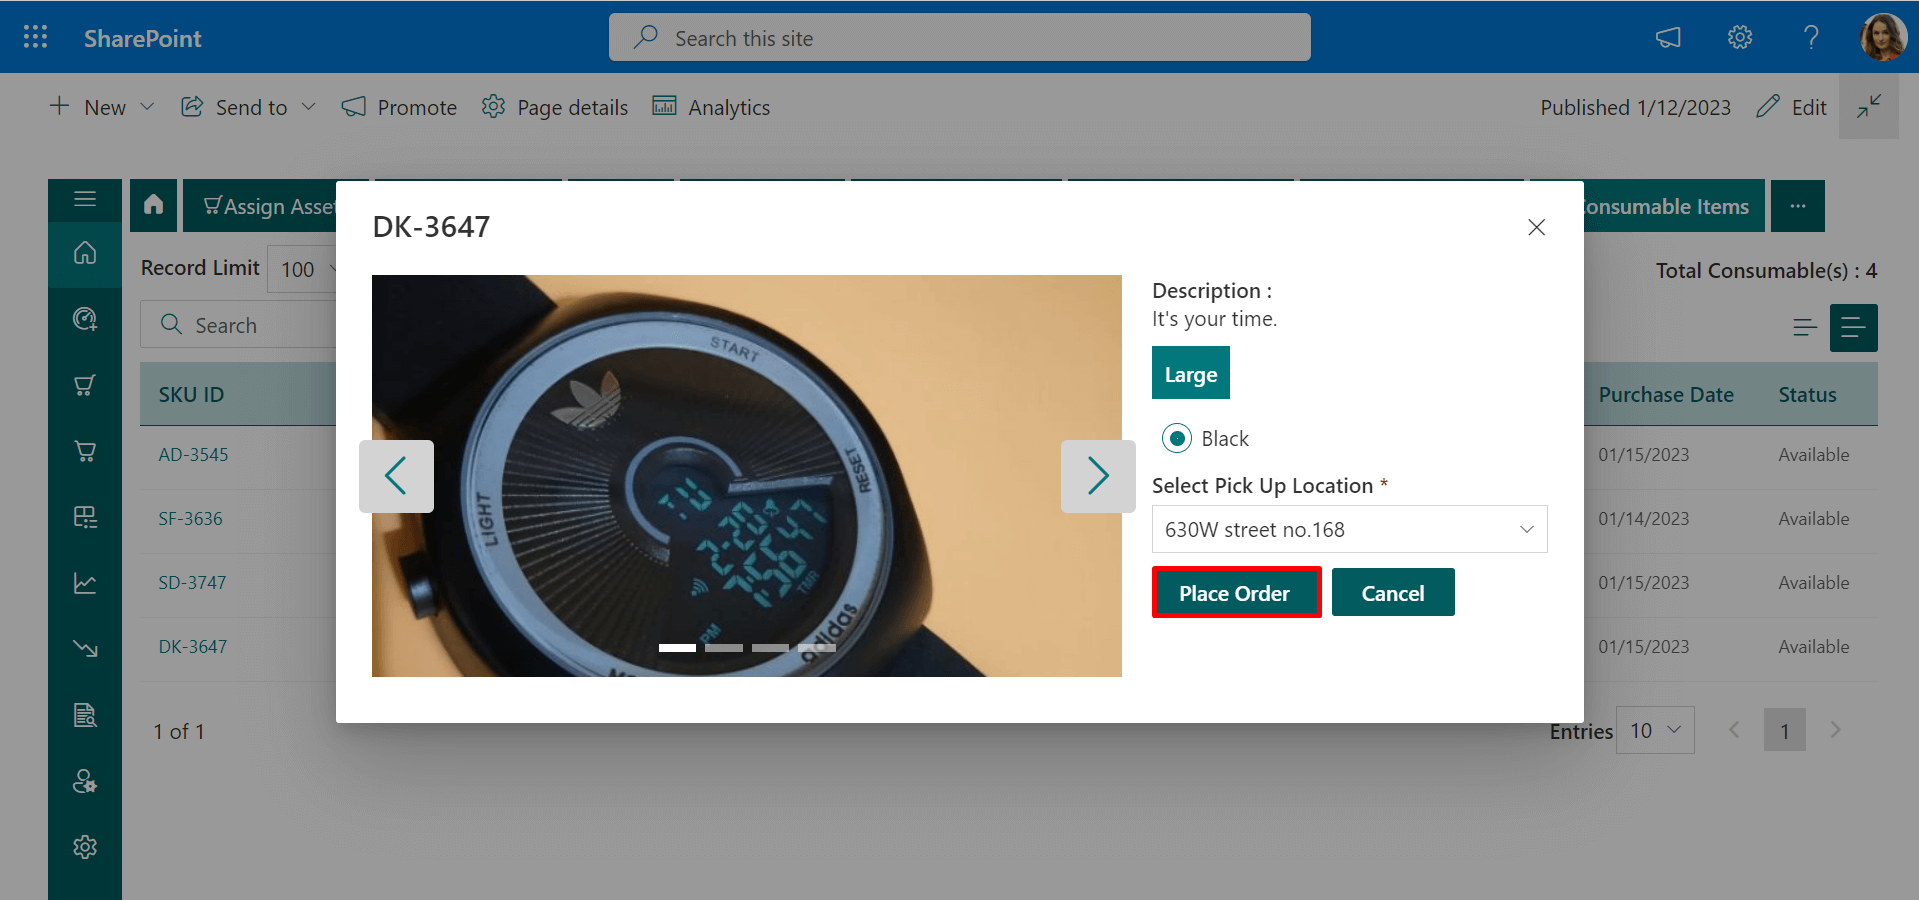 SharePoint
Search this site
New
Send to
Promote
Page details
Analytics
Published 1/12/2023
Edit
Assign Asset
onsumable Items
...
Record Limit
100
Total Consumable(s) : 4
Search
SKU ID
Purchase Date
Status
AD-3545
01/15/2023
Available
SF-3636
01/14/2023
Available
SD-3747
01/15/2023
Available
DK-3647
01/15/2023
Available
1 of 1
Entries
10
1
DK-3647
START
RESET
LIGHT
TMR
PM
adidas
Description :
It's your time.
Large
Black
Select Pick Up Location *
630W street no.168
Place Order
Cancel